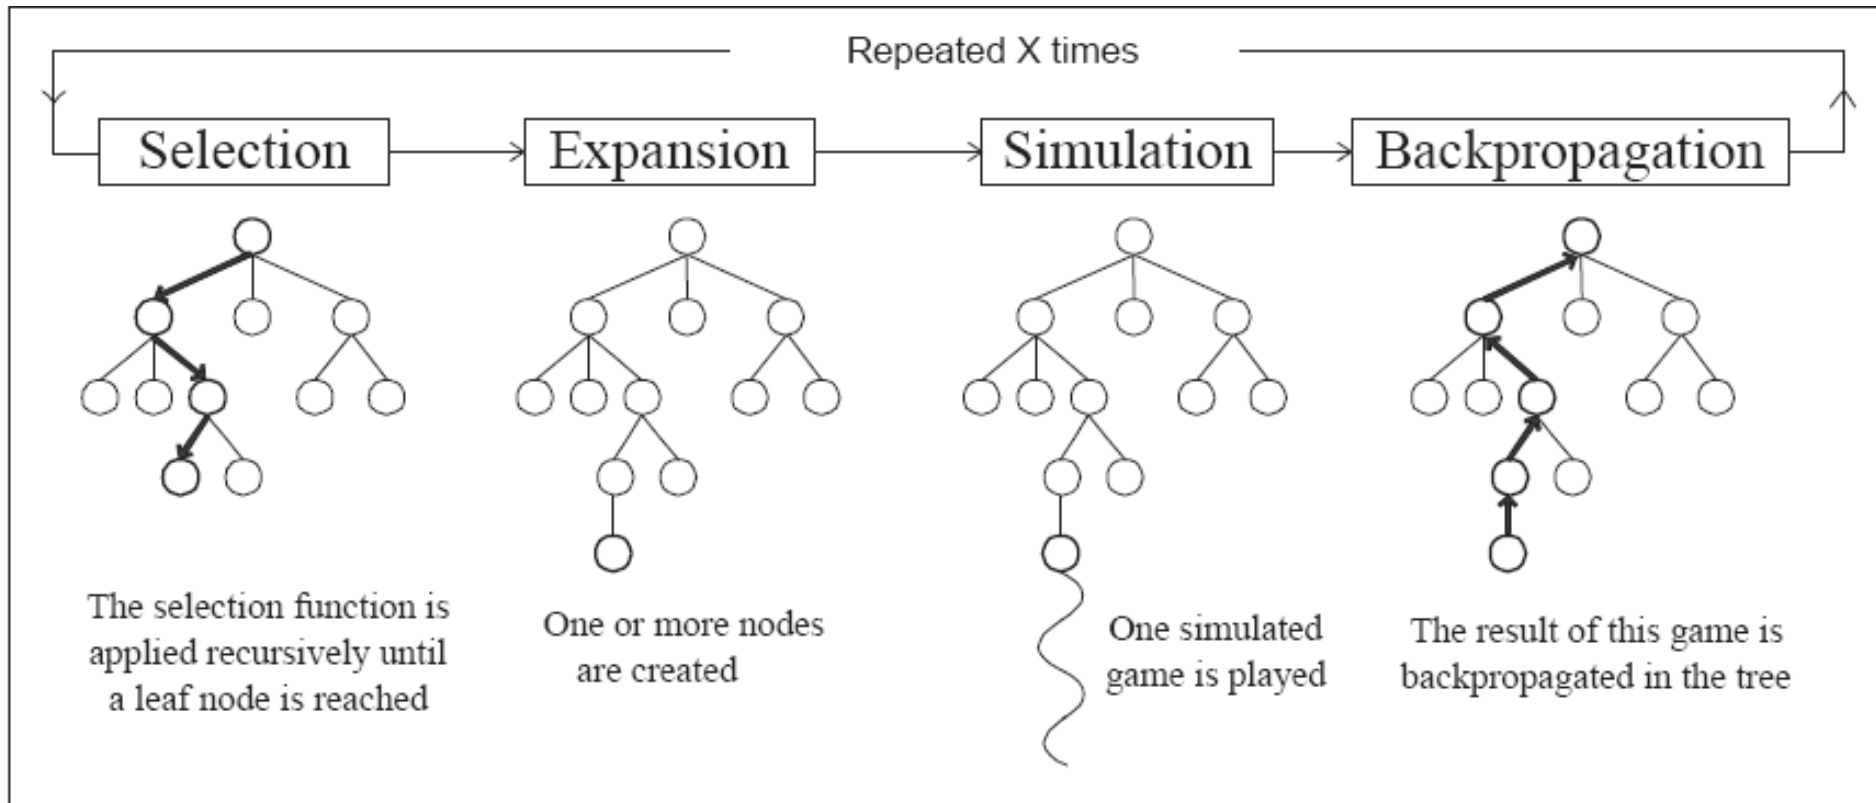 Repeated X times
Selection
Expansion
Simulation
Backpropagation
The selection function is
applied recursively until
a leaf node is reached
One or more nodes
are created
One simulated
game is played
The result of this game is
backpropagated in the tree